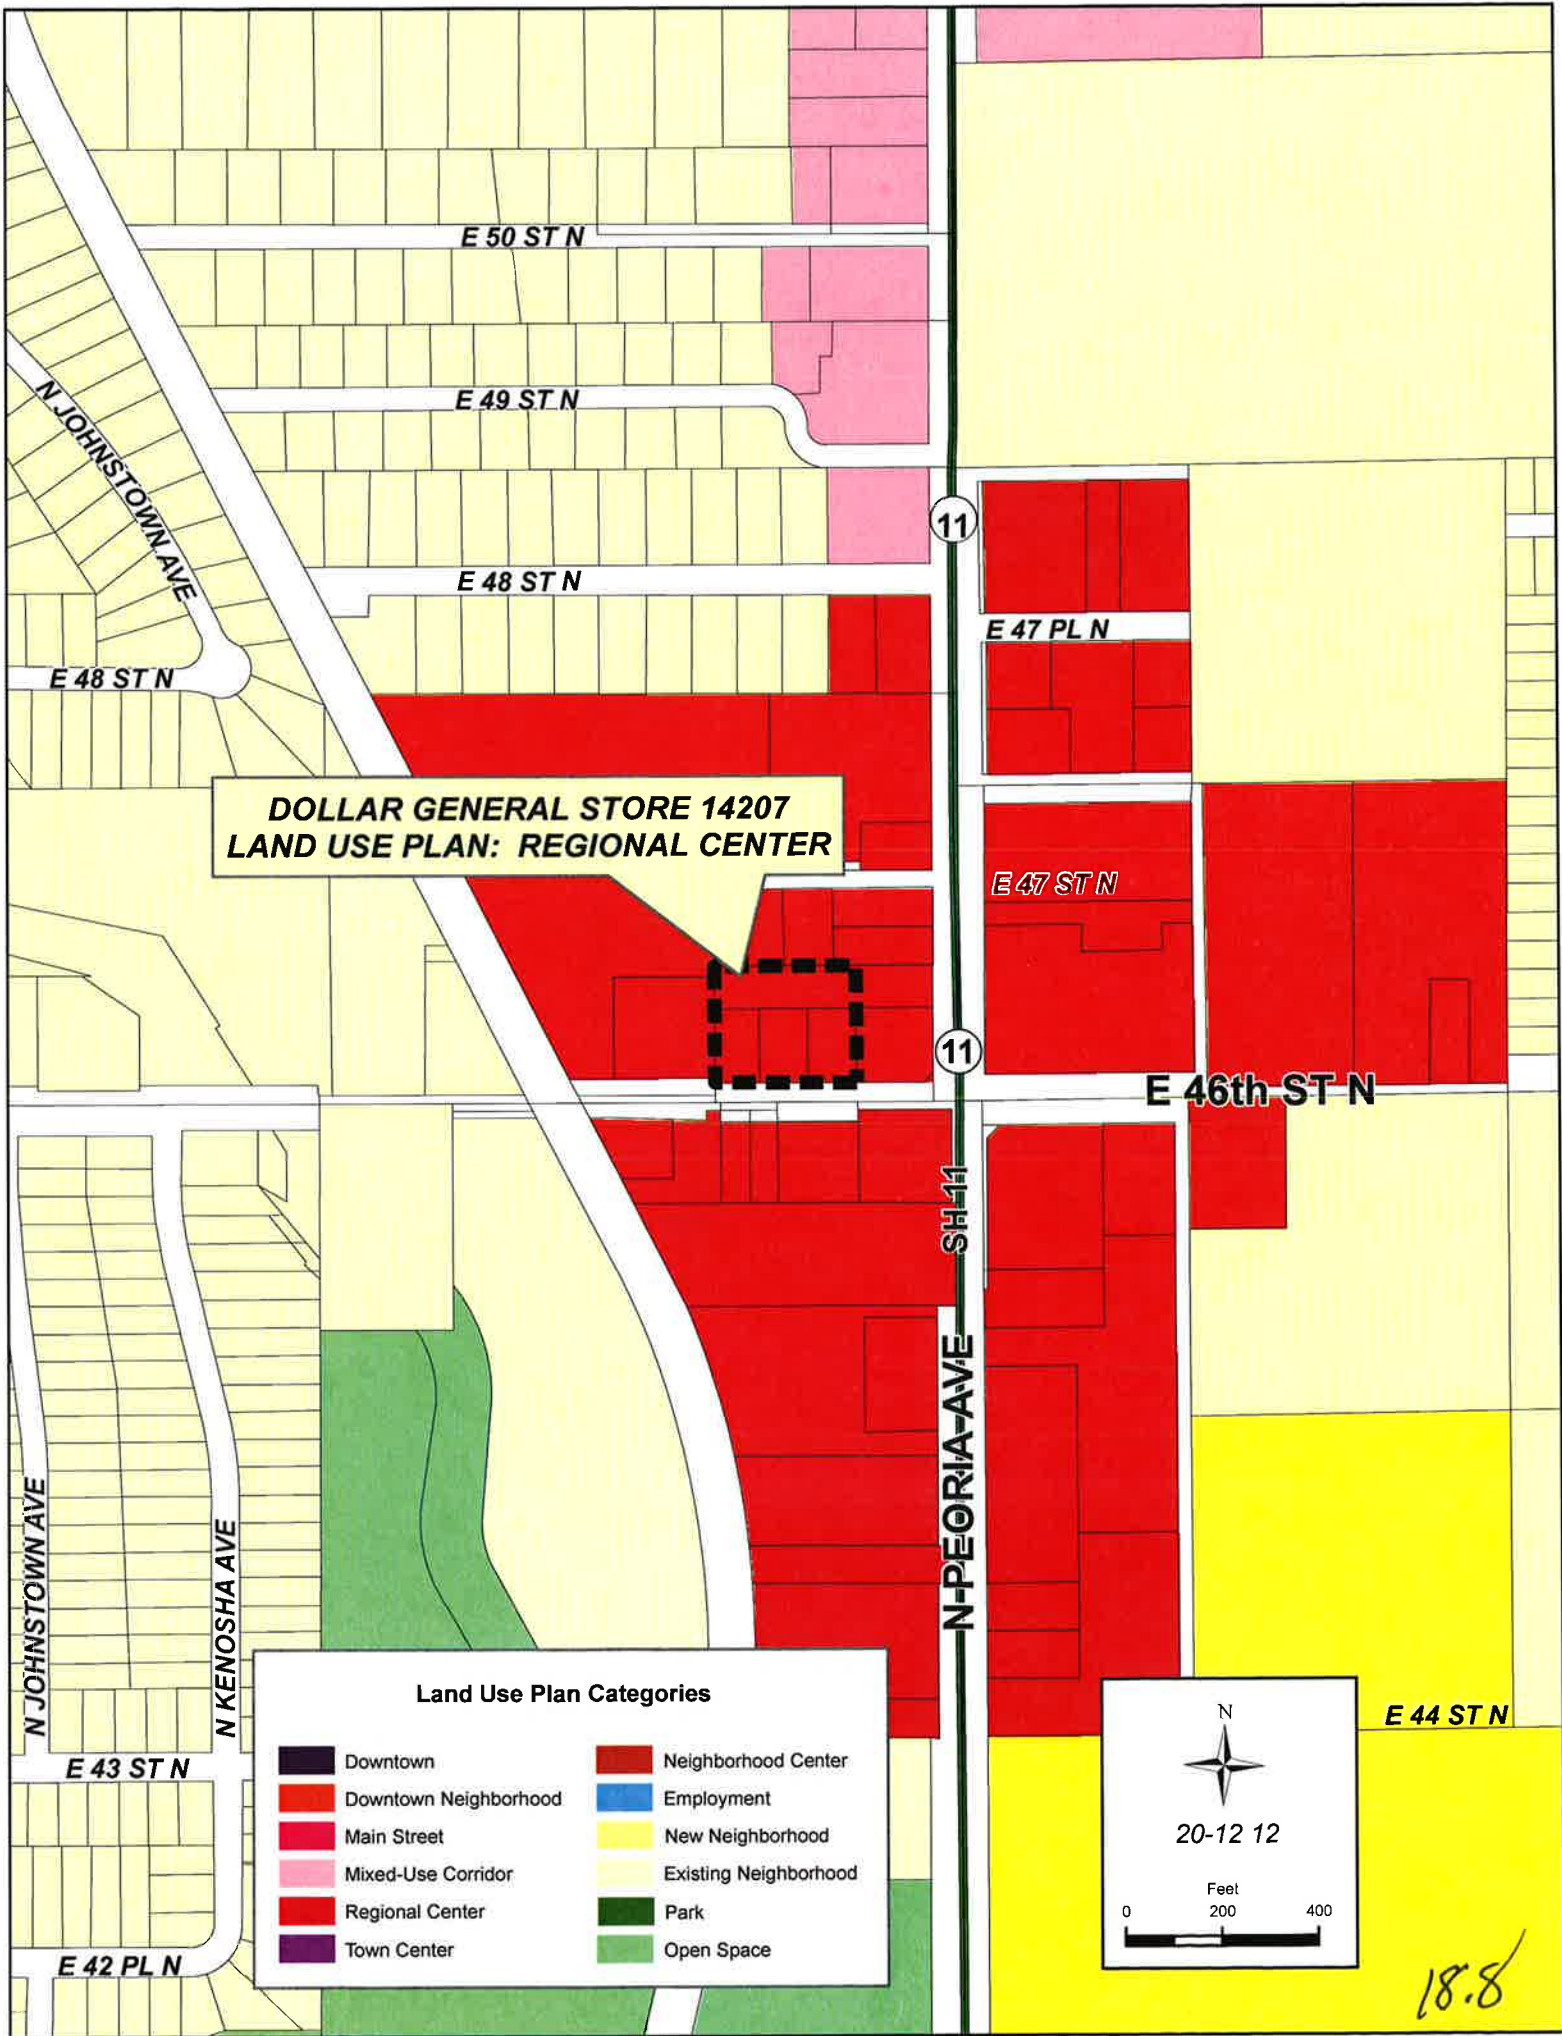 E 50 ST N
E 49 ST N
N JOHNSTOWN AVE
11
E 48 ST N
E 47 PL N
E 48 ST N
DOLLAR GENERAL STORE 14207
LAND USE PLAN: REGIONAL CENTER
E 47 ST N
11
E 46th ST N
SH 11
N PEORIA AVE
N JOHNSTOWN AVE
N KENOSHA AVE
E 44 ST N
E 43 ST N
E 42 PL N
Land Use Plan Categories
Downtown
Downtown Neighborhood
Main Street
Mixed-Use Corridor
Regional Center
Town Center
Neighborhood Center
Employment
New Neighborhood
Existing Neighborhood
Park
Open Space
N
20-12 12
Feet
0 200 400
18.8